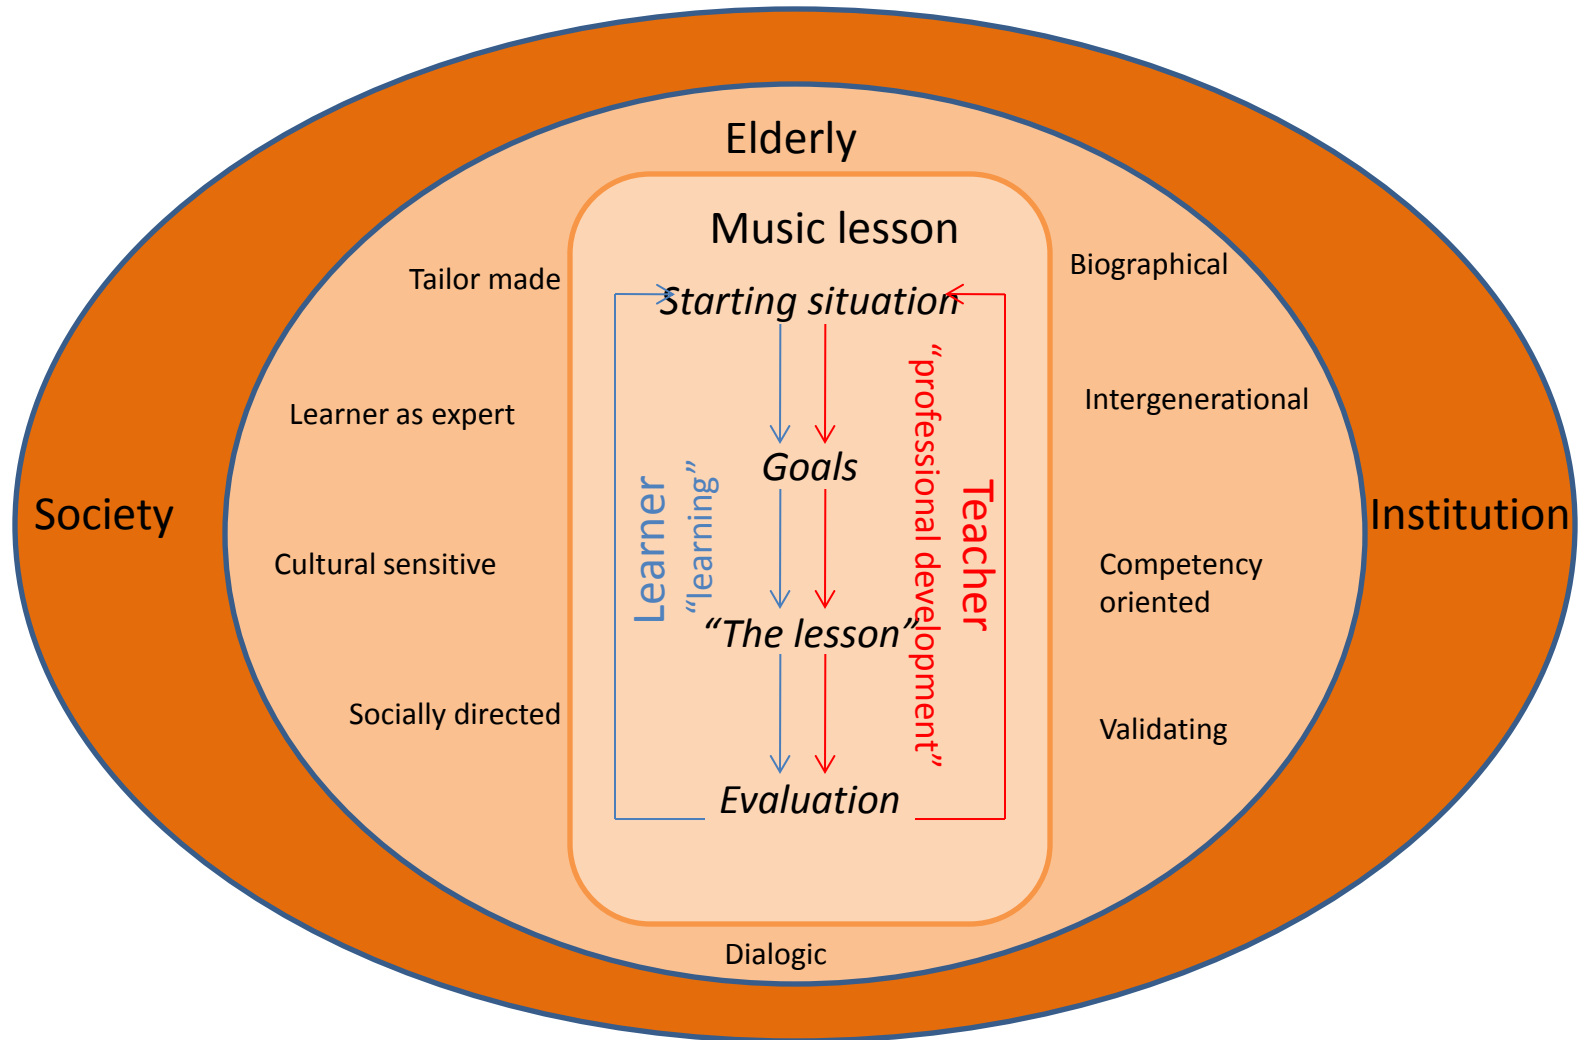 Elderly
Music lesson
Tailor made
Biographical
Starting situation
Learner as expert
Intergenerational
Goals
Learner
“learning”
“professional development”
Teacher
Society
Institution
Cultural sensitive
Competency
oriented
“The lesson”
Socially directed
Validating
Evaluation
Dialogic